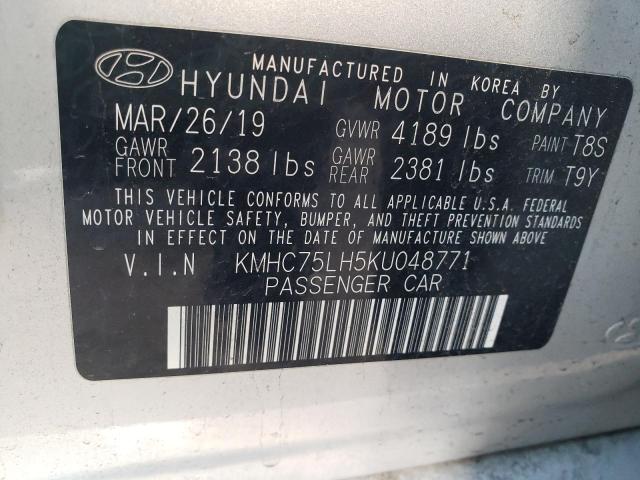 MANUFACTURED IN KOREA BY
HYUNDAI MOTOR COMPANY
MAR/26/19 GVWR 4189 lbs PAINT T8S
GAWR FRONT 2138 lbs GAWR REAR 2381 lbs TRIM T9Y
THIS VEHICLE CONFORMS TO ALL APPLICABLE U.S.A. FEDERAL
MOTOR VEHICLE SAFETY, BUMPER, AND THEFT PREVENTION STANDARDS
IN EFFECT ON THE DATE OF MANUFACTURE SHOWN ABOVE
V.I.N KMHC75LH5KU048771
PASSENGER CAR